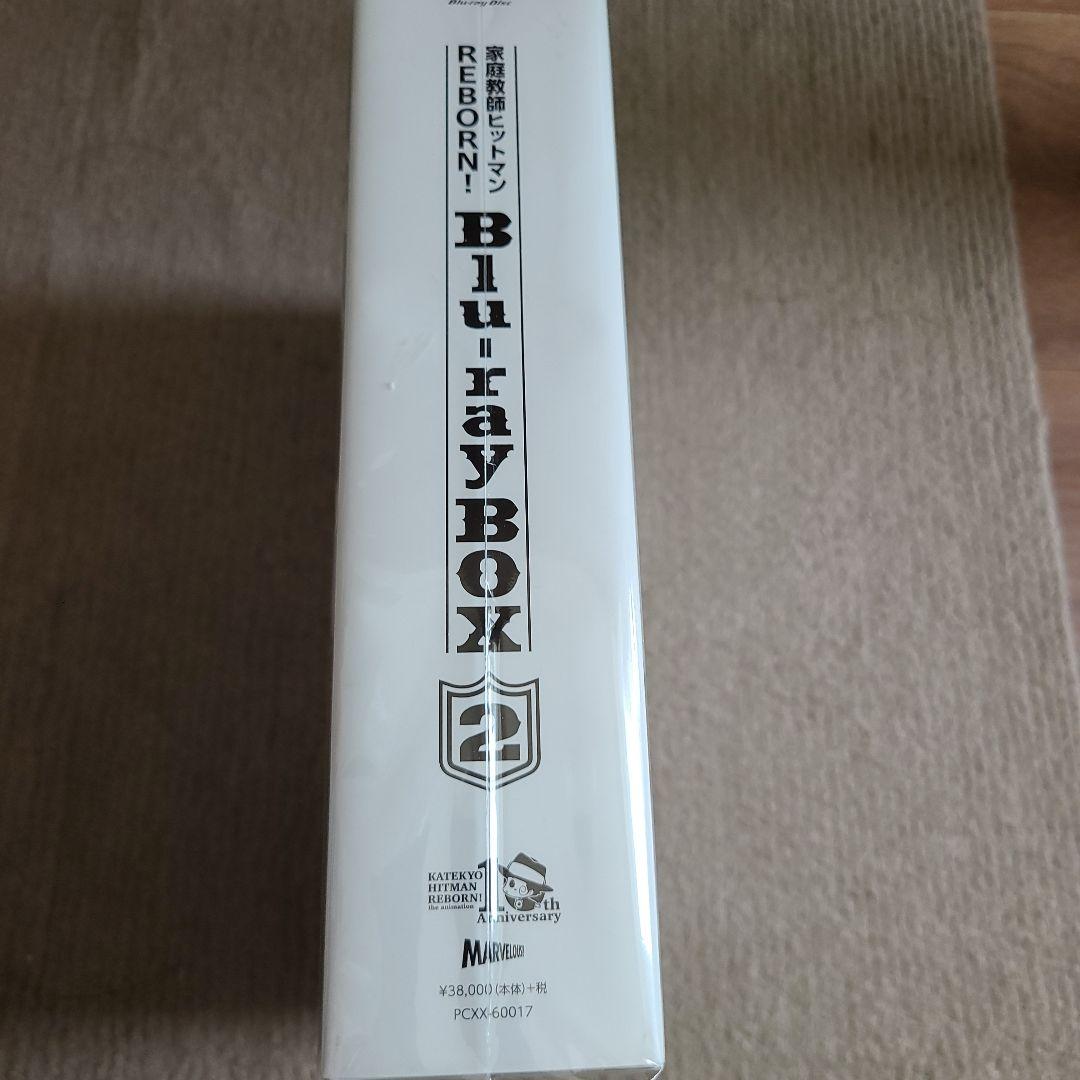 Blu-ray Disc
家庭教師ヒットマン
REBORN!
Blu-ray BOX
2
KATEKYO
HITMAN
REBORN!
the animation
10th
Anniversary
MARVELOUS!
¥38,000(本体)+税
PCXX-60017